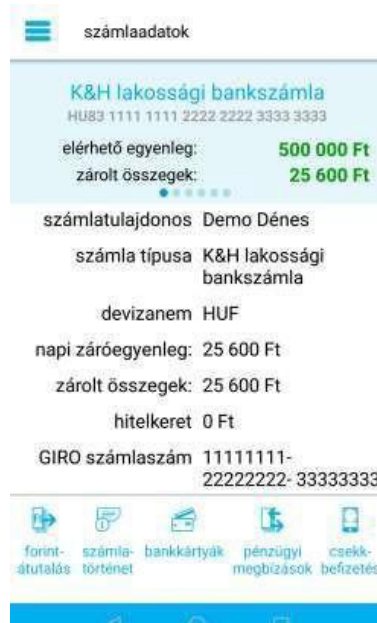 számlaadatok
K&H lakossági bankszámla
HU83 1111 1111 2222 2222 3333 3333
elérhető egyenleg: 500 000 Ft
zárolt összegek: 25 600 Ft
számlatulajdonos Demo Dénes
számla típusa K&H lakossági
bankszámla
devizanem HUF
napi záróegyenleg: 25 600 Ft
zárolt összegek: 25 600 Ft
hitelkeret 0 Ft
GIRO számlaszám 11111111-
22222222- 33333333
forint-
átutalás
számla-
történet
bankkártyák
pénzügyi
megbízások
csekk-
befizetés